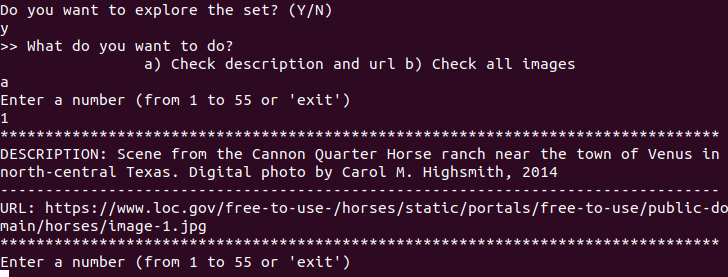 Do you want to explore the set? (Y/N)
y
>> What do you want to do?
a) Check description and url b) Check all images
a
Enter a number (from 1 to 55 or 'exit')
1
********************************************************************************
DESCRIPTION: Scene from the Cannon Quarter Horse ranch near the town of Venus in
north-central Texas. Digital photo by Carol M. Highsmith, 2014
--------------------------------------------------------------------------------
URL: https://www.loc.gov/free-to-use-/horses/static/portals/free-to-use/public-do
main/horses/image-1.jpg
********************************************************************************
Enter a number (from 1 to 55 or 'exit')